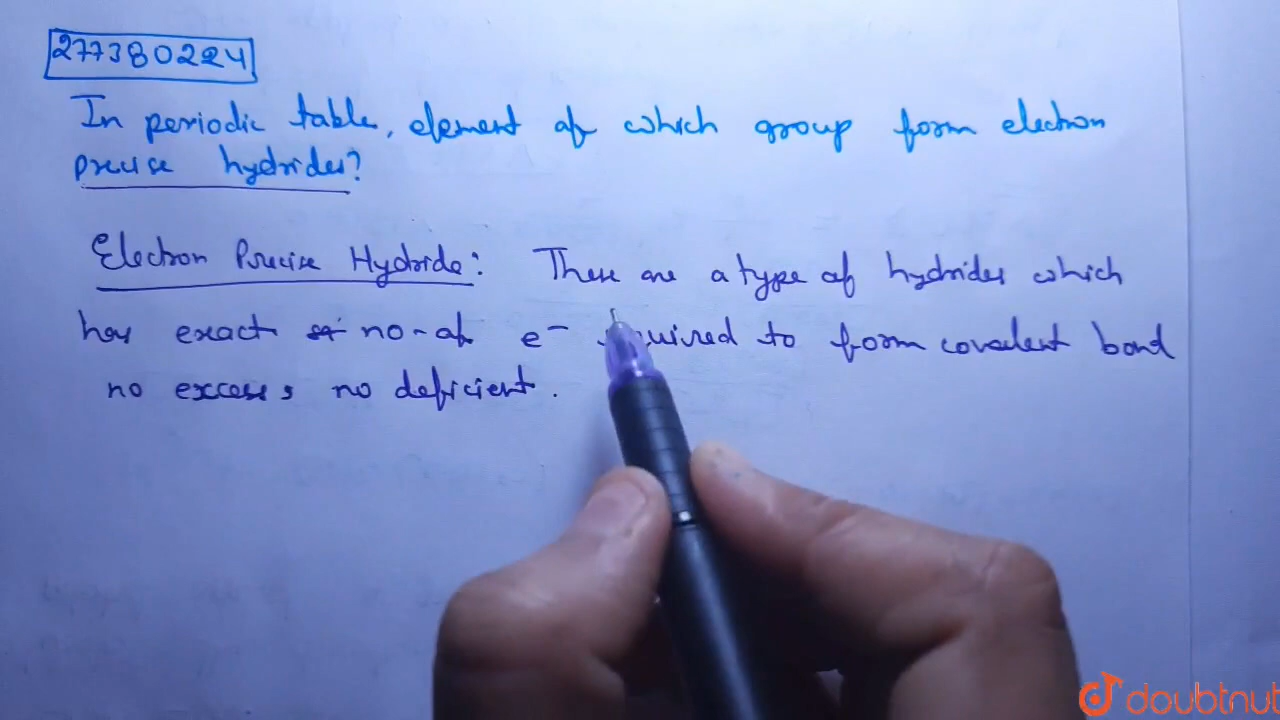 277380224
In periodic table, element of which group form electron
precise hydrides?
Electron Precise Hydride: These are a type of hydrides which
has exact no. of e⁻ required to form covalent bond
no excess, no deficient.
doubtnut